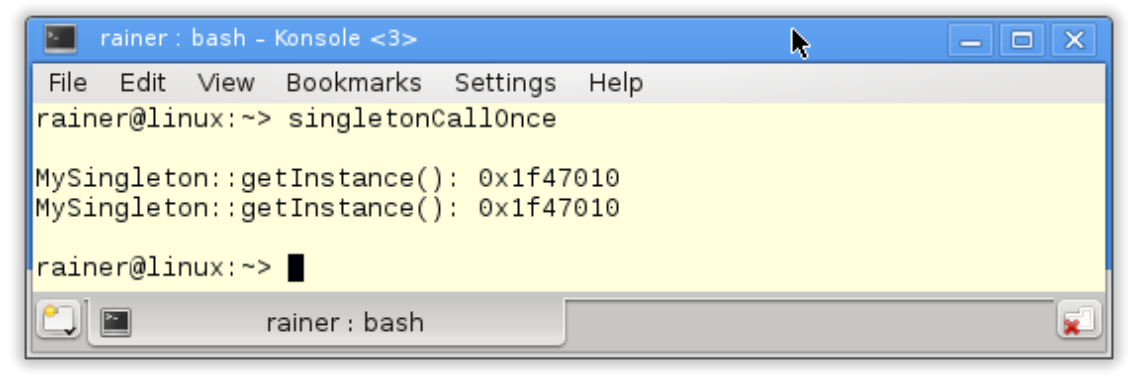 rainer : bash – Konsole <3>
File Edit View Bookmarks Settings Help
rainer@linux:~> singletonCallOnce
MySingleton::getInstance(): 0x1f47010
MySingleton::getInstance(): 0x1f47010
rainer@linux:~>
rainer : bash